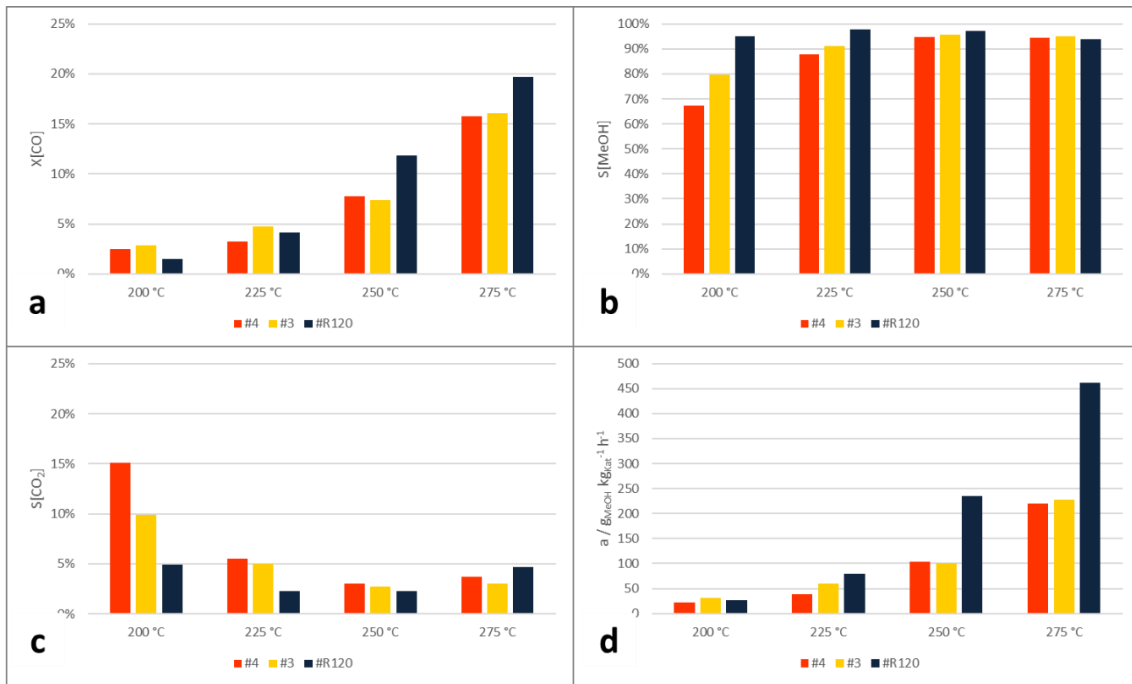 25%
20%
15%
10%
5%
0%
X[CO]
200 °C 225 °C 250 °C 275 °C
#4 #3 #R120
a
100%
90%
80%
70%
60%
50%
40%
30%
20%
10%
0%
S[MeOH]
200 °C 225 °C 250 °C 275 °C
#4 #3 #R120
b
25%
20%
15%
10%
5%
0%
S[CO₂]
200 °C 225 °C 250 °C 275 °C
#4 #3 #R120
c
500
450
400
350
300
250
200
150
100
50
0
a / g_MeOH kg_Kat⁻¹ h⁻¹
200 °C 225 °C 250 °C 275 °C
#4 #3 #R120
d